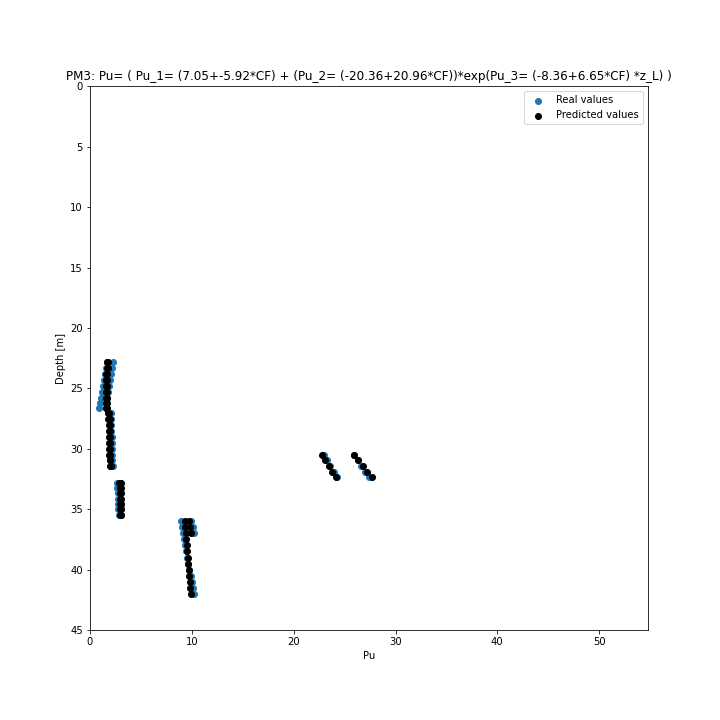 PM3: Pu= ( Pu_1= (7.05+-5.92*CF) + (Pu_2= (-20.36+20.96*CF))*exp(Pu_3= (-8.36+6.65*CF) *z_L) )
Real values
Predicted values
0
5
10
15
20
25
30
35
40
45
Depth [m]
0 10 20 30 40 50
Pu